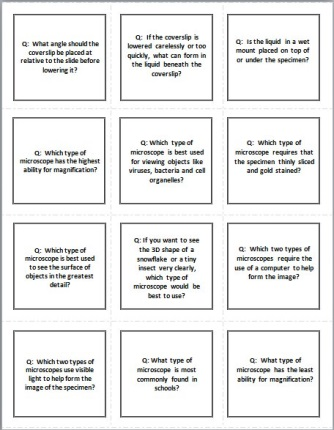 Q: What angle should the
coverslip be placed at
relative to the slide before
lowering it?
Q: If the coverslip is
lowered carelessly or too
quickly, what can form in
the liquid beneath the
coverslip?
Q: Is the liquid in a wet
mount placed on top of
or under the specimen?
Q: Which type of
microscope has the highest
ability for magnification?
Q: Which type of
microscope is best used
for viewing objects like
viruses, bacteria and cell
organelles?
Q: Which type of
microscope requires that
the specimen thinly sliced
and gold stained?
Q: Which type of
microscope is best used
to see the surface of
objects in the greatest
detail?
Q: If you want to see
the 3D shape of a
snowflake or a tiny
insect very clearly,
which type of
microscope would be
best to use?
Q: Which two types of
microscopes require the
use of a computer to help
form the image?
Q: Which two types of
microscopes use visible
light to help form the
image of the specimen?
Q: What type of
microscope is most
commonly found in
schools?
Q: What type of
microscope has the least
ability for magnification?